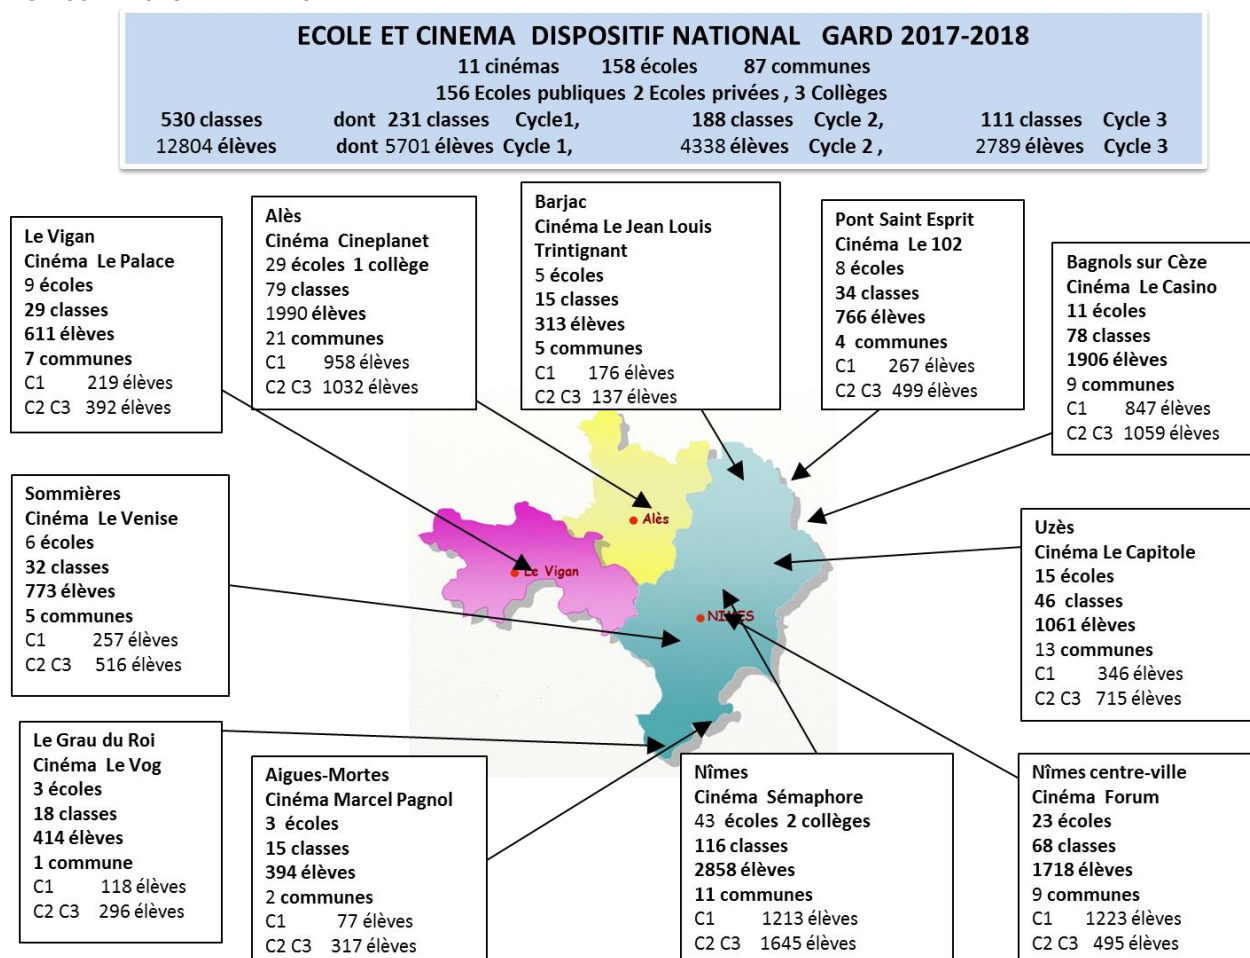 ECOLE ET CINEMA DISPOSITIF NATIONAL GARD 2017-2018
11 cinémas 158 écoles 87 communes
156 Ecoles publiques 2 Ecoles privées , 3 Collèges
530 classes dont 231 classes Cycle1, 188 classes Cycle 2, 111 classes Cycle 3
12804 élèves dont 5701 élèves Cycle 1, 4338 élèves Cycle 2 , 2789 élèves Cycle 3
Le Vigan
Cinéma Le Palace
9 écoles
29 classes
611 élèves
7 communes
C1 219 élèves
C2 C3 392 élèves
Alès
Cinéma Cineplanet
29 écoles 1 collège
79 classes
1990 élèves
21 communes
C1 958 élèves
C2 C3 1032 élèves
Barjac
Cinéma Le Jean Louis
Trintignant
5 écoles
15 classes
313 élèves
5 communes
C1 176 élèves
C2 C3 137 élèves
Pont Saint Esprit
Cinéma Le 102
8 écoles
34 classes
766 élèves
4 communes
C1 267 élèves
C2 C3 499 élèves
Bagnols sur Cèze
Cinéma Le Casino
11 écoles
78 classes
1906 élèves
9 communes
C1 847 élèves
C2 C3 1059 élèves
Sommières
Cinéma Le Venise
6 écoles
32 classes
773 élèves
5 communes
C1 257 élèves
C2 C3 516 élèves
Alès
Le Vigan
NIMES
Uzès
Cinéma Le Capitole
15 écoles
46 classes
1061 élèves
13 communes
C1 346 élèves
C2 C3 715 élèves
Le Grau du Roi
Cinéma Le Vog
3 écoles
18 classes
414 élèves
1 commune
C1 118 élèves
C2 C3 296 élèves
Aigues-Mortes
Cinéma Marcel Pagnol
3 écoles
15 classes
394 élèves
2 communes
C1 77 élèves
C2 C3 317 élèves
Nîmes
Cinéma Sémaphore
43 écoles 2 collèges
116 classes
2858 élèves
11 communes
C1 1213 élèves
C2 C3 1645 élèves
Nîmes centre-ville
Cinéma Forum
23 écoles
68 classes
1718 élèves
9 communes
C1 1223 élèves
C2 C3 495 élèves